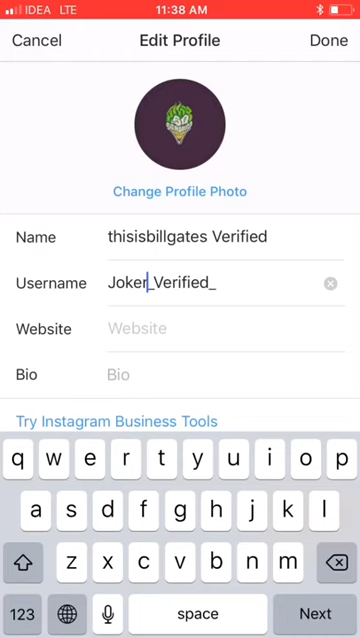 IDEA LTE 11:38 AM
Cancel Edit Profile Done
Change Profile Photo
Name thisisbillgates Verified
Username Joker_Verified_
Website Website
Bio Bio
Try Instagram Business Tools
q w e r t y u i o p
a s d f g h j k l
z x c v b n m
123 space Next